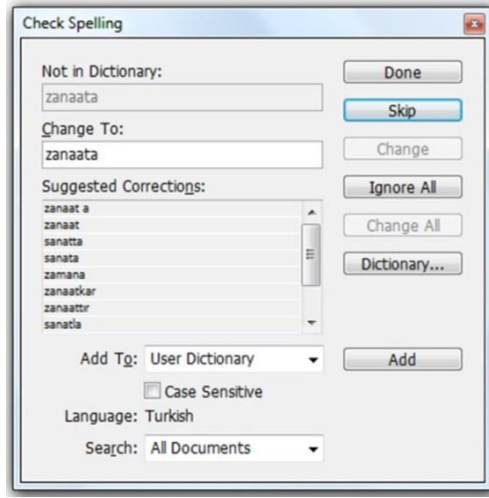 Check Spelling
Not in Dictionary:
zanaata
Change To:
zanaata
Suggested Corrections:
zanaat a
zanaat
sanatta
sanata
zamana
zanaatkar
zanaattır
sanatla
Add To: User Dictionary
Case Sensitive
Language: Turkish
Search: All Documents
Done
Skip
Change
Ignore All
Change All
Dictionary...
Add